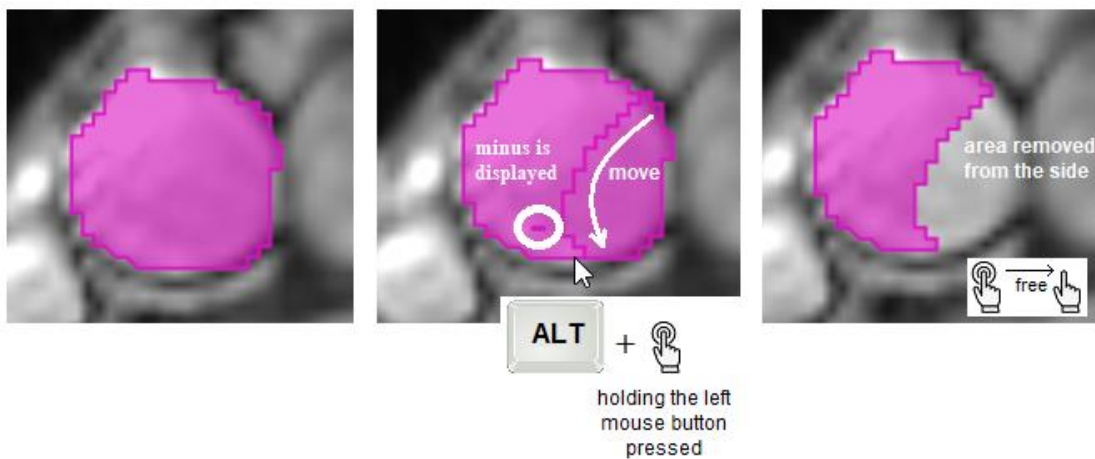 minus is
displayed
move
area removed
from the side
free
ALT
+
holding the left
mouse button
pressed